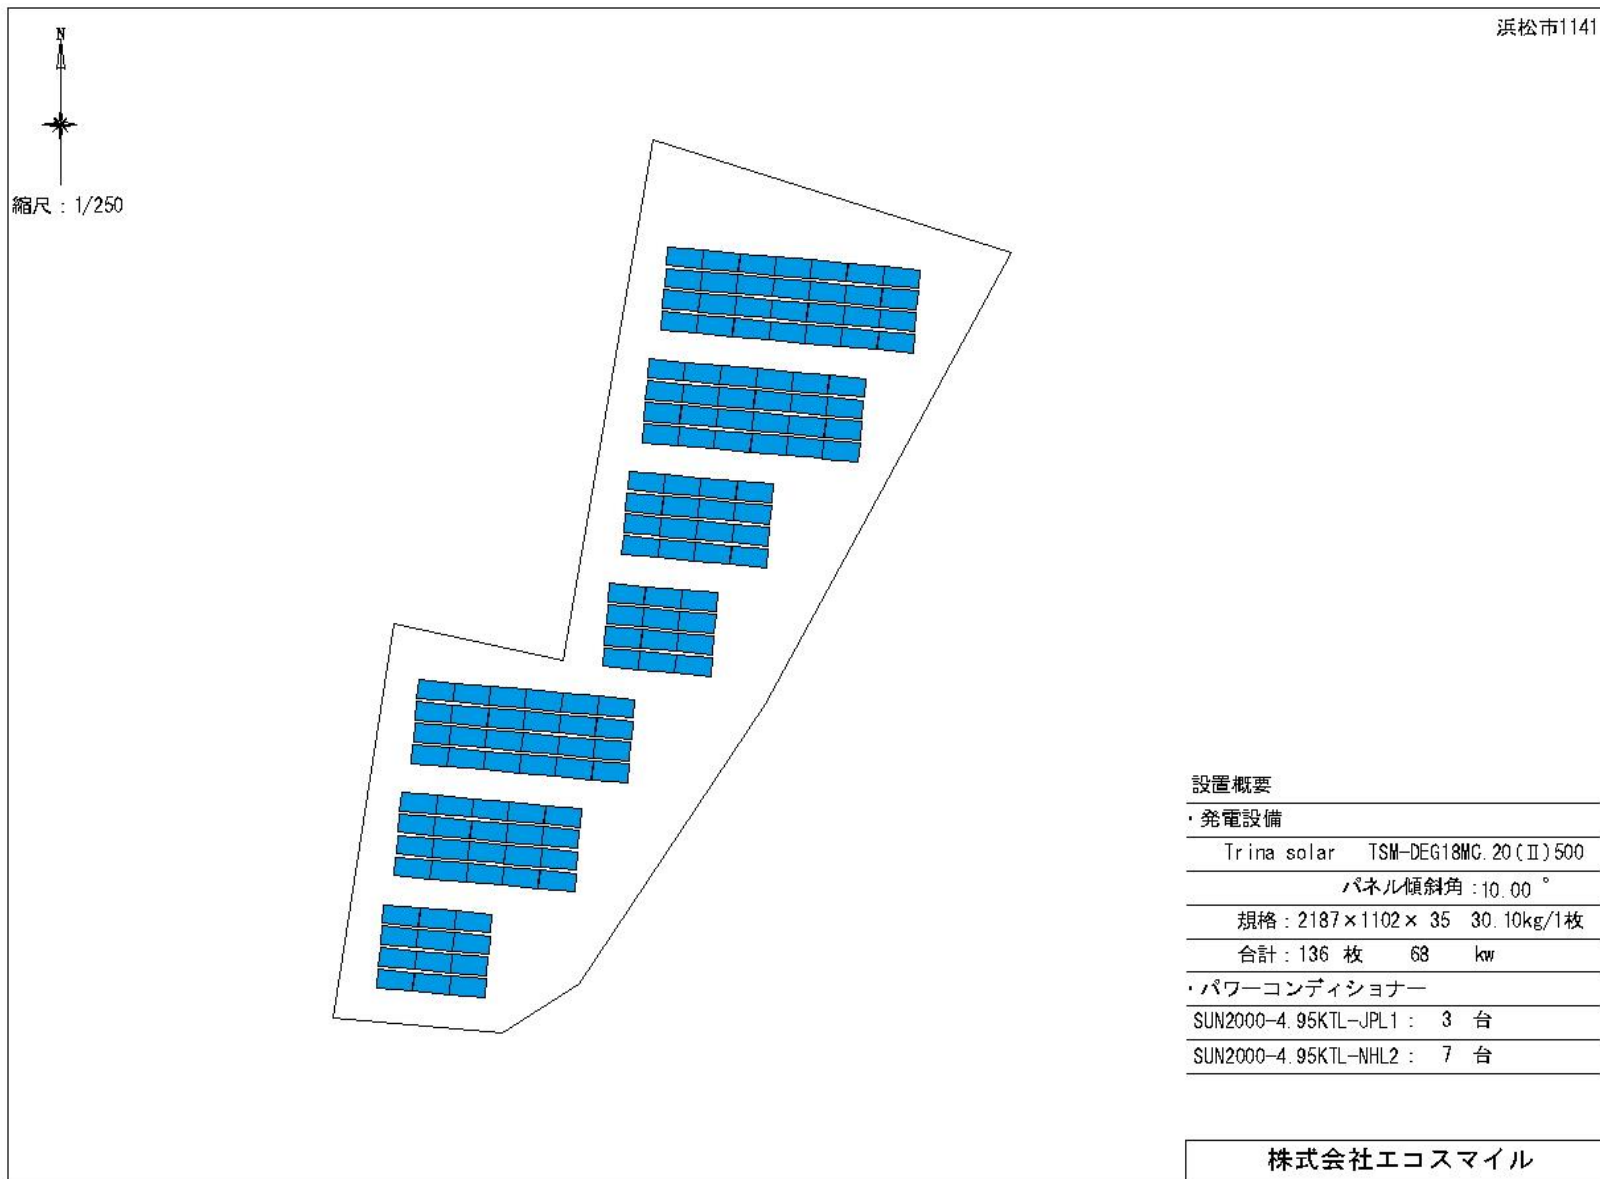 浜松市1141
N
縮尺：1/250
設置概要
・発電設備
Trina solar TSM-DEG18MC.20(Ⅱ)500
パネル傾斜角：10.00 °
規格：2187×1102× 35 30.10kg/1枚
合計：136 枚 68 kw
・パワーコンディショナー
SUN2000-4.95KTL-JPL1： 3 台
SUN2000-4.95KTL-NHL2： 7 台
株式会社エコスマイル